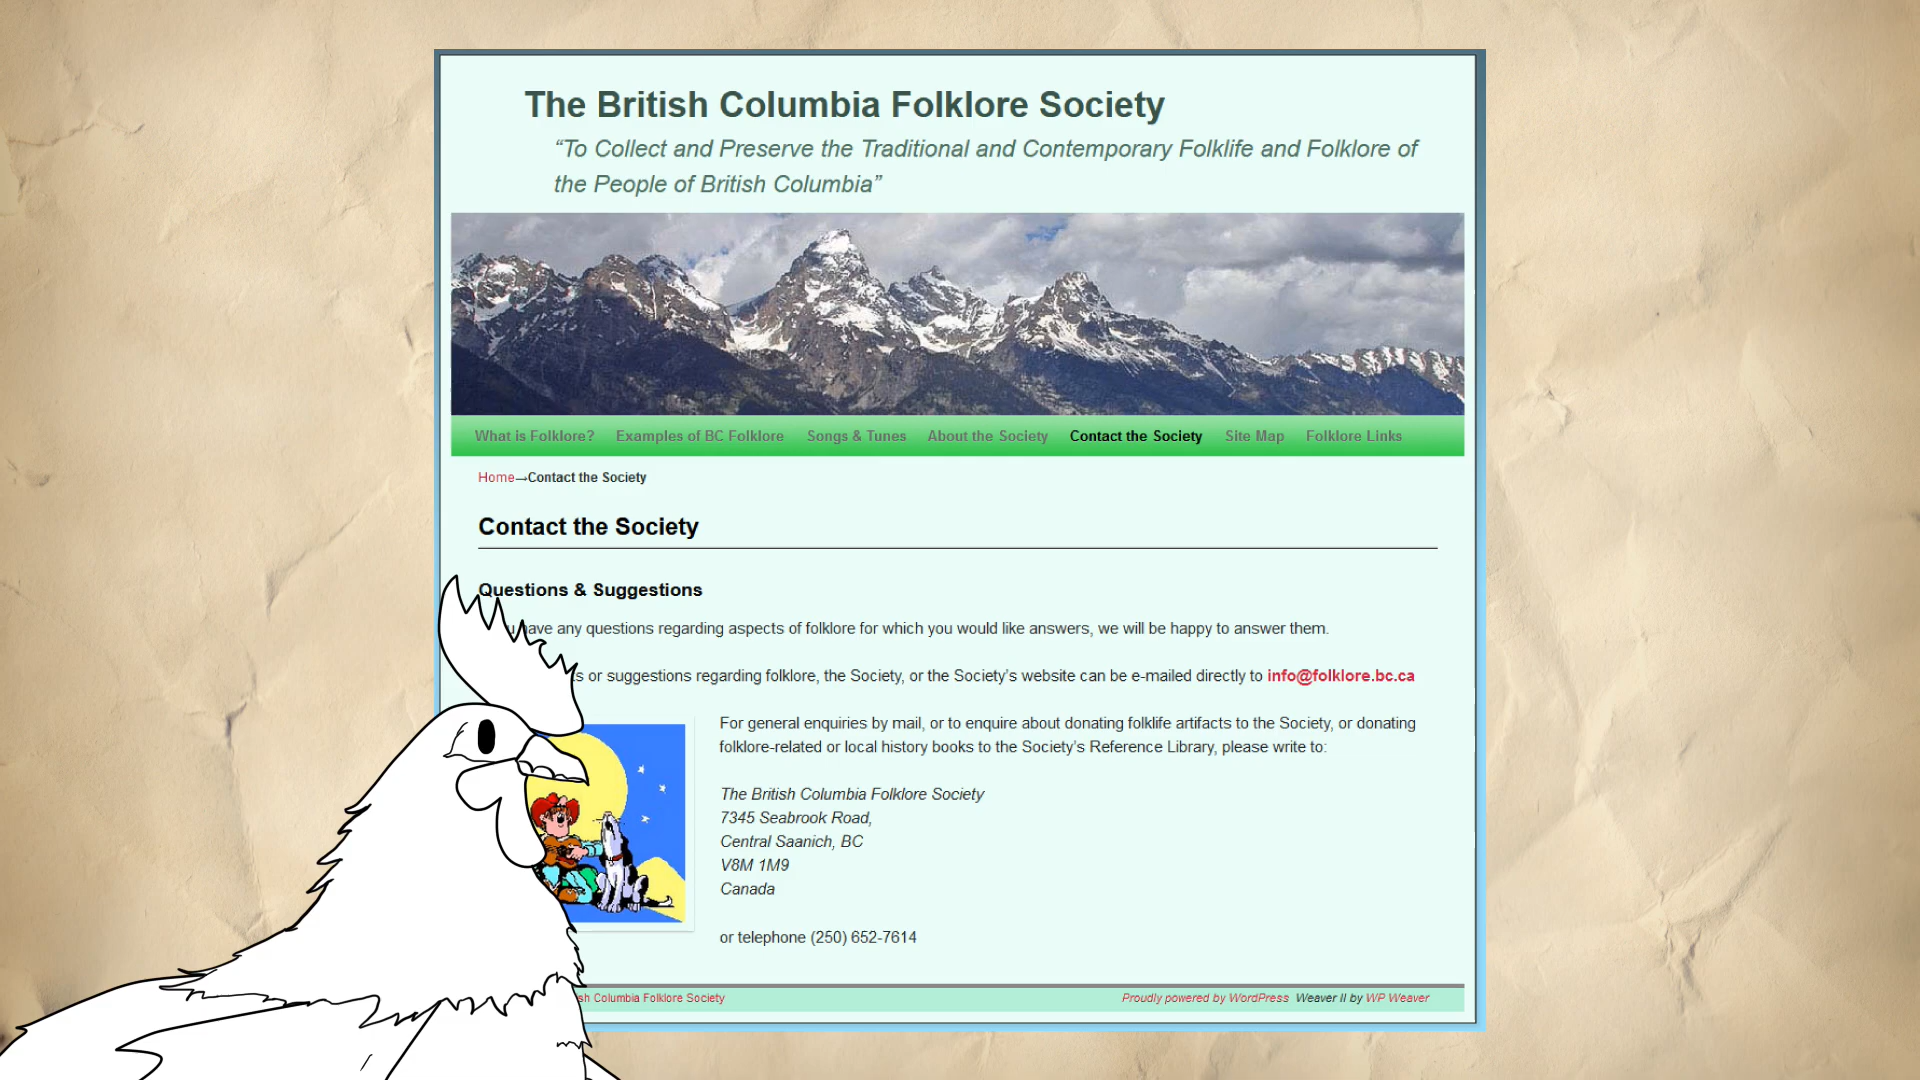 The British Columbia Folklore Society
“To Collect and Preserve the Traditional and Contemporary Folklife and Folklore of
the People of British Columbia”
What is Folklore? Examples of BC Folklore Songs & Tunes About the Society Contact the Society Site Map Folklore Links
Home→Contact the Society
Contact the Society
Questions & Suggestions
have any questions regarding aspects of folklore for which you would like answers, we will be happy to answer them.
or suggestions regarding folklore, the Society, or the Society’s website can be e-mailed directly to info@folklore.bc.ca
For general enquiries by mail, or to enquire about donating folklife artifacts to the Society, or donating
folklore-related or local history books to the Society’s Reference Library, please write to:
The British Columbia Folklore Society
7345 Seabrook Road,
Central Saanich, BC
V8M 1M9
Canada
or telephone (250) 652-7614
Columbia Folklore Society
Proudly powered by WordPress Weaver II by WP Weaver